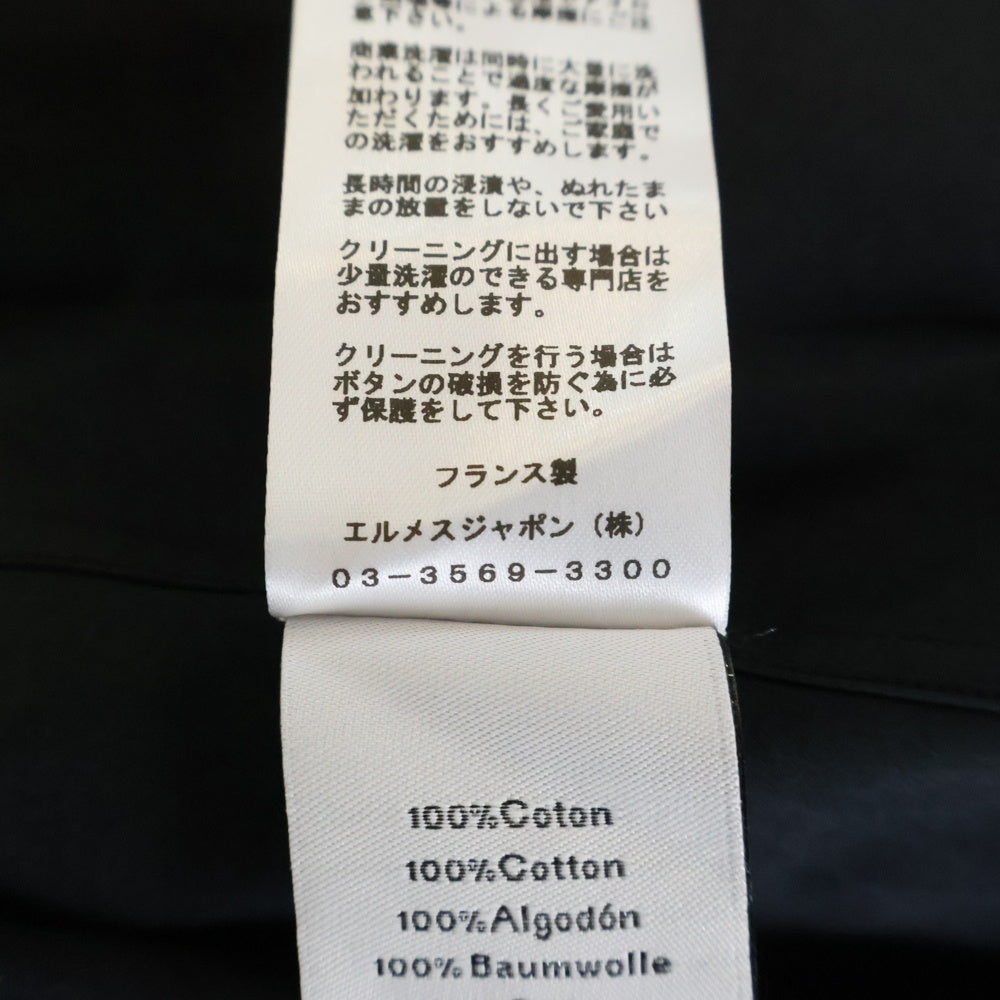 意下さい。
商業洗濯は同時に大量に洗
われることで過度な摩擦が
加わります。長くご愛用い
ただくためには、ご家庭で
の洗濯をおすすめします。
長時間の浸漬や、ぬれたま
まの放置をしないで下さい
クリーニングに出す場合は
少量洗濯のできる専門店を
おすすめします。
クリーニングを行う場合は
ボタンの破損を防ぐ為に必
ず保護をして下さい。
フランス製
エルメスジャポン（株）
03－3569－3300
100%Coton
100%Cotton
100%Algodón
100%Baumwolle